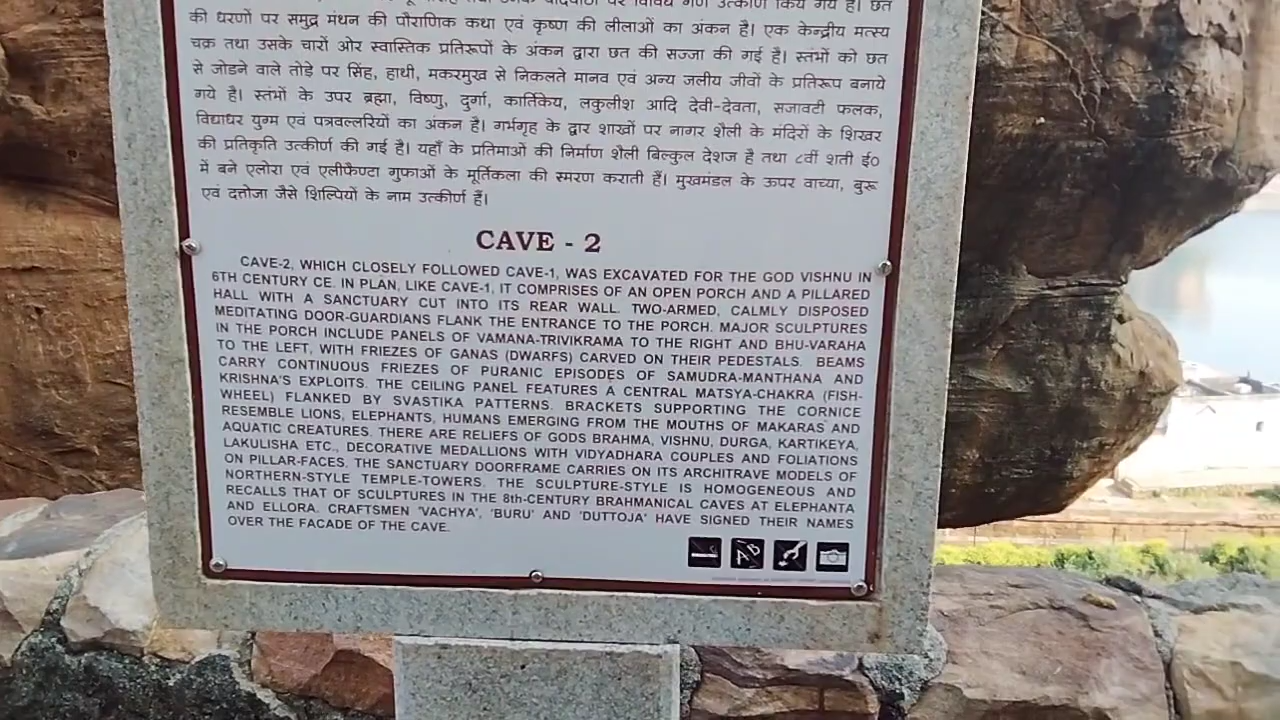 की धरणों पर समुद्र मंथन की पौराणिक कथा एवं कृष्ण की लीलाओं का अंकन है। एक केन्द्रीय मत्स्य
चक्र तथा उसके चारों ओर स्वास्तिक प्रतिरूपों के अंकन द्वारा छत की सज्जा की गई है। स्तंभों को छत
से जोडने वाले तोड़े पर सिंह, हाथी, मकरमुख से निकलते मानव एवं अन्य जलीय जीवों के प्रतिरूप बनाये
गये है। स्तंभों के उपर ब्रह्मा, विष्णु, दुर्गा, कार्तिकेय, लकुलीश आदि देवी-देवता, सजावटी फलक,
विद्याधर युग्म एवं पत्रवल्लरियों का अंकन है। गर्भगृह के द्वार शाखों पर नागर शैली के मंदिरों के शिखर
की प्रतिकृति उत्कीर्ण की गई है। यहाँ के प्रतिमाओं की निर्माण शैली बिल्कुल देशज है तथा ८वीं शती ई०
में बने एलोरा एवं एलीफैण्टा गुफाओं के मूर्तिकला की स्मरण कराती हैं। मुखमंडल के ऊपर वाच्या, बुरू
एवं दत्तोजा जैसे शिल्पियों के नाम उत्कीर्ण हैं।
CAVE - 2
CAVE-2, WHICH CLOSELY FOLLOWED CAVE-1, WAS EXCAVATED FOR THE GOD VISHNU IN
6TH CENTURY CE. IN PLAN, LIKE CAVE-1, IT COMPRISES OF AN OPEN PORCH AND A PILLARED
HALL WITH A SANCTUARY CUT INTO ITS REAR WALL. TWO-ARMED, CALMLY DISPOSED
MEDITATING DOOR-GUARDIANS FLANK THE ENTRANCE TO THE PORCH. MAJOR SCULPTURES
IN THE PORCH INCLUDE PANELS OF VAMANA-TRIVIKRAMA TO THE RIGHT AND BHU-VARAHA
TO THE LEFT, WITH FRIEZES OF GANAS (DWARFS) CARVED ON THEIR PEDESTALS. BEAMS
CARRY CONTINUOUS FRIEZES OF PURANIC EPISODES OF SAMUDRA-MANTHANA AND
KRISHNA'S EXPLOITS. THE CEILING PANEL FEATURES A CENTRAL MATSYA-CHAKRA (FISH-
WHEEL) FLANKED BY SVASTIKA PATTERNS. BRACKETS SUPPORTING THE CORNICE
RESEMBLE LIONS, ELEPHANTS, HUMANS EMERGING FROM THE MOUTHS OF MAKARAS AND
AQUATIC CREATURES. THERE ARE RELIEFS OF GODS BRAHMA, VISHNU, DURGA, KARTIKEYA,
LAKULISHA ETC., DECORATIVE MEDALLIONS WITH VIDYADHARA COUPLES AND FOLIATIONS
ON PILLAR-FACES. THE SANCTUARY DOORFRAME CARRIES ON ITS ARCHITRAVE MODELS OF
NORTHERN-STYLE TEMPLE-TOWERS. THE SCULPTURE-STYLE IS HOMOGENEOUS AND
RECALLS THAT OF SCULPTURES IN THE 8th-CENTURY BRAHMANICAL CAVES AT ELEPHANTA
AND ELLORA. CRAFTSMEN 'VACHYA', 'BURU' AND 'DUTTOJA' HAVE SIGNED THEIR NAMES
OVER THE FACADE OF THE CAVE.